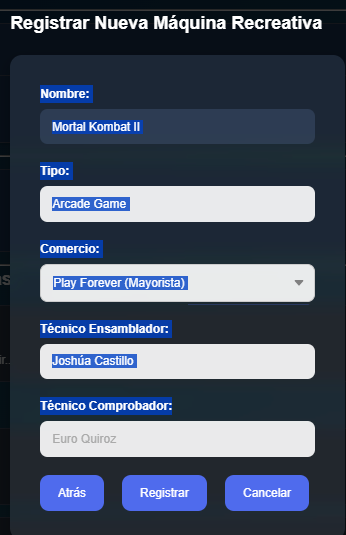 Registrar Nueva Máquina Recreativa
Nombre:
Mortal Kombat II
Tipo:
Arcade Game
Comercio:
Play Forever (Mayorista)
Técnico Ensamblador:
Joshúa Castillo
Técnico Comprobador:
Euro Quiroz
Atrás Registrar Cancelar